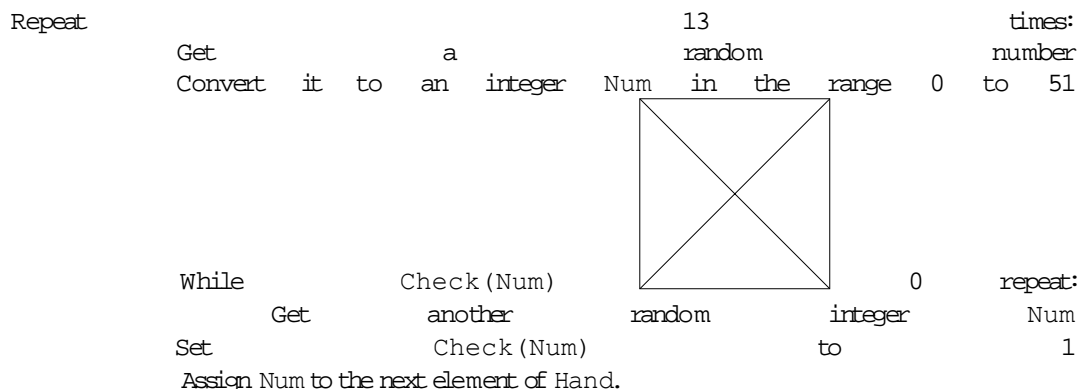 Repeat 13 times:
Get a random number
Convert it to an integer Num in the range 0 to 51
While Check(Num) 0 repeat:
Get another random integer Num
Set Check(Num) to 1
Assign Num to the next element of Hand.